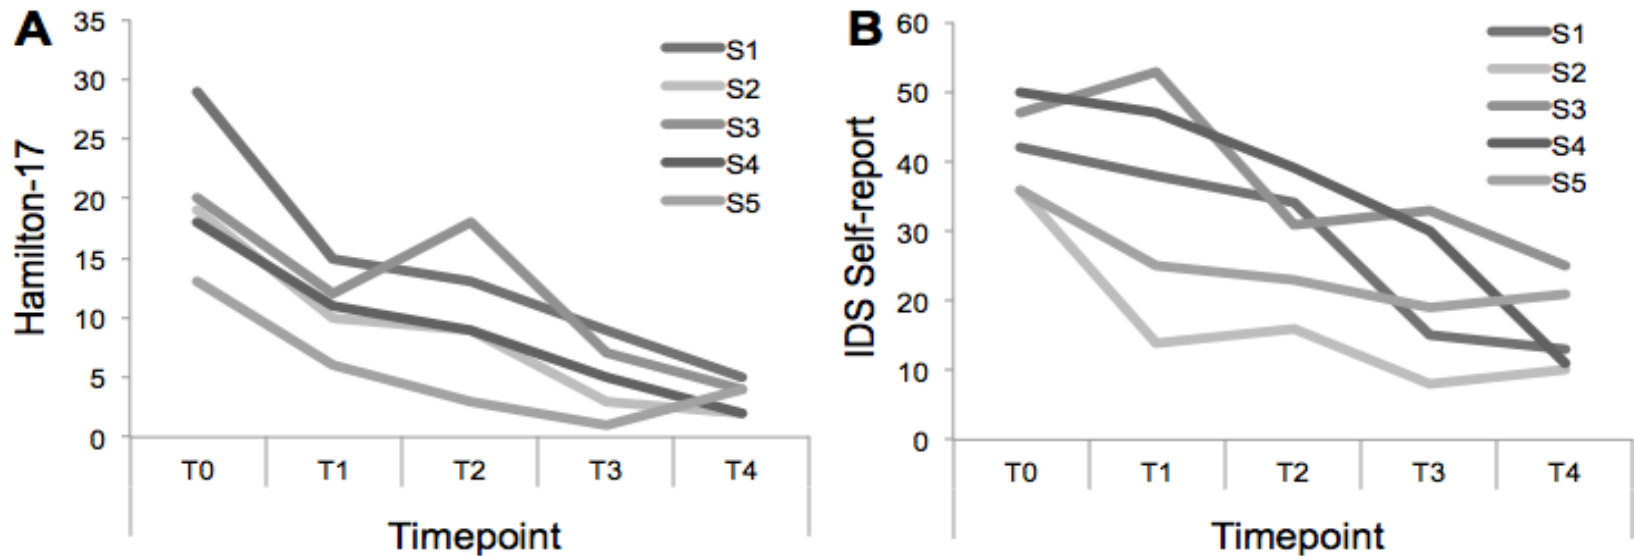 A
35
30
25
20
15
10
5
0
Hamilton-17
S1
S2
S3
S4
S5
T0 T1 T2 T3 T4
Timepoint
B
60
50
40
30
20
10
0
IDS Self-report
S1
S2
S3
S4
S5
T0 T1 T2 T3 T4
Timepoint